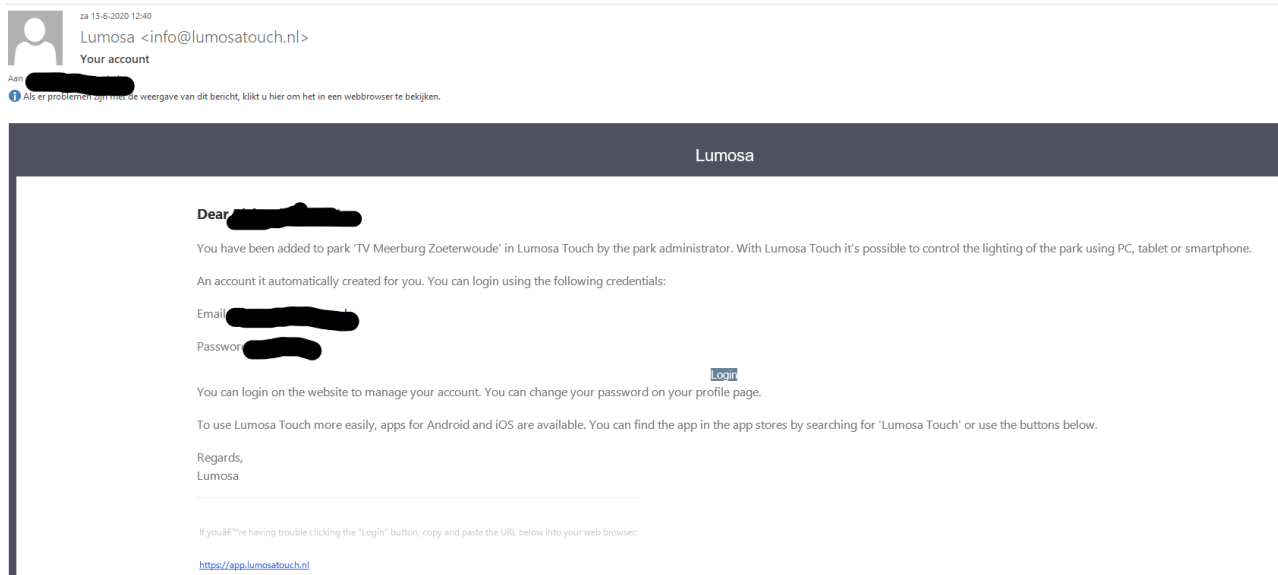 za 13-6-2020 12:40
Lumosa <info@lumosatouch.nl>
Your account
Aan
Als er problemen zijn met de weergave van dit bericht, klikt u hier om het in een webbrowser te bekijken.
Lumosa
Dear
You have been added to park 'TV Meerburg Zoeterwoude' in Lumosa Touch by the park administrator. With Lumosa Touch it's possible to control the lighting of the park using PC, tablet or smartphone.
An account it automatically created for you. You can login using the following credentials:
Email
Password
Login
You can login on the website to manage your account. You can change your password on your profile page.
To use Lumosa Touch more easily, apps for Android and iOS are available. You can find the app in the app stores by searching for 'Lumosa Touch' or use the buttons below.
Regards,
Lumosa
If youâ€™re having trouble clicking the "Login" button, copy and paste the URL below into your web browser:
https://app.lumosatouch.nl